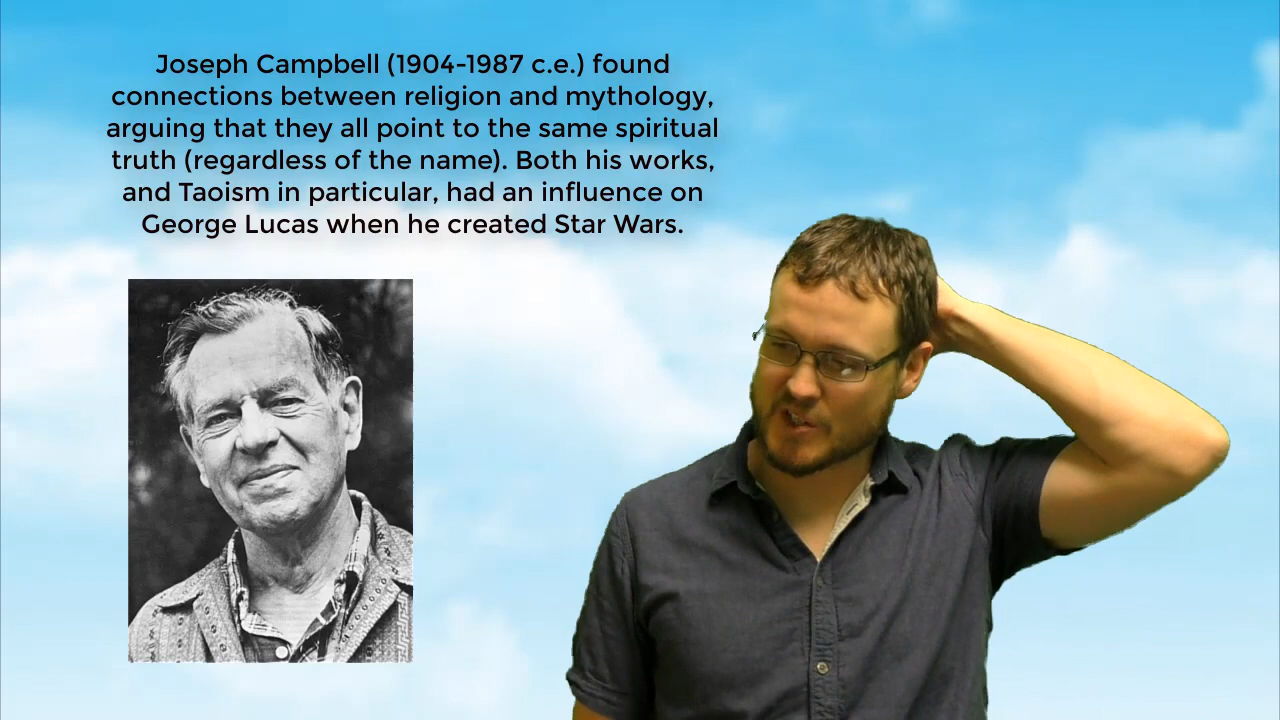 Joseph Campbell (1904-1987 c.e.) found
connections between religion and mythology,
arguing that they all point to the same spiritual
truth (regardless of the name). Both his works,
and Taoism in particular, had an influence on
George Lucas when he created Star Wars.